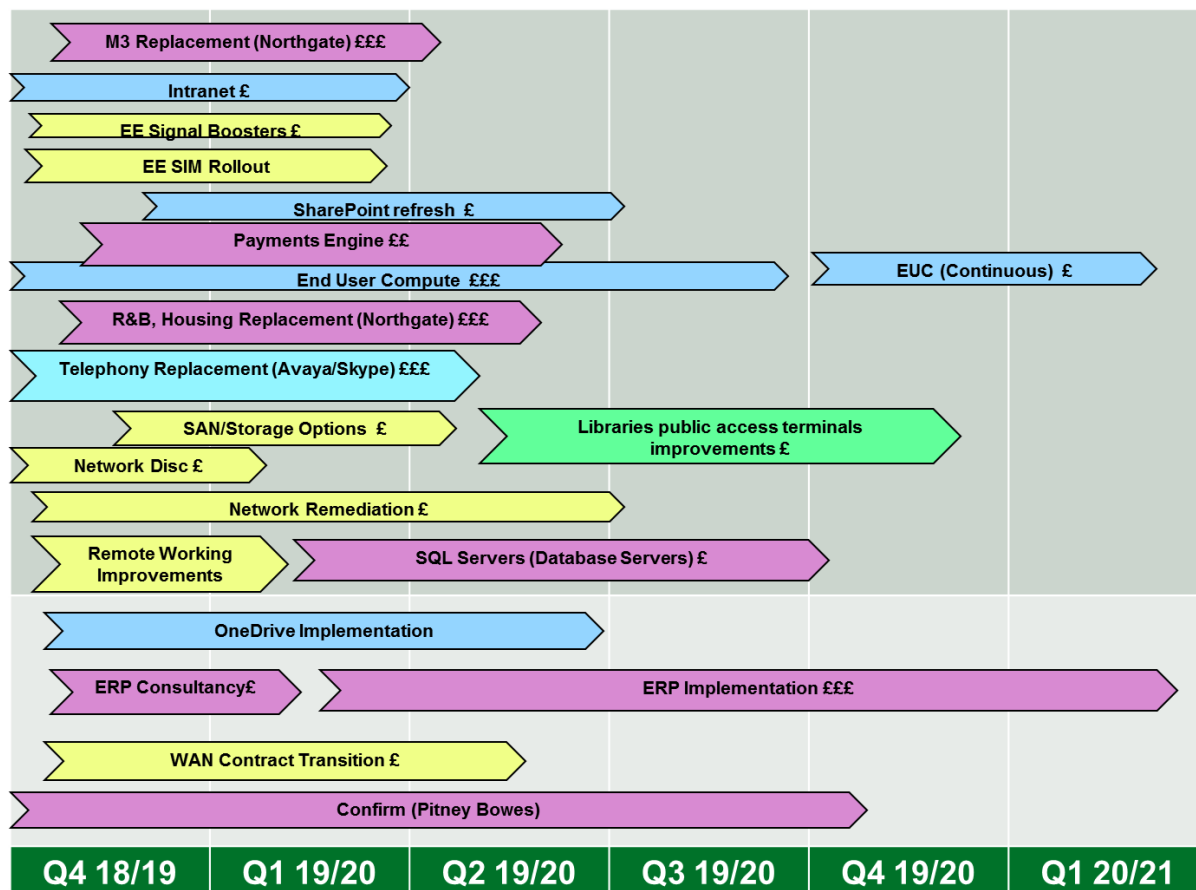 M3 Replacement (Northgate) £££
Intranet £
EE Signal Boosters £
EE SIM Rollout
SharePoint refresh £
Payments Engine ££
End User Compute £££
EUC (Continuous) £
R&B, Housing Replacement (Northgate) £££
Telephony Replacement (Avaya/Skype) £££
SAN/Storage Options £
Libraries public access terminals
improvements £
Network Disc £
Network Remediation £
Remote Working
Improvements
SQL Servers (Database Servers) £
OneDrive Implementation
ERP Consultancy£
ERP Implementation £££
WAN Contract Transition £
Confirm (Pitney Bowes)
Q4 18/19 Q1 19/20 Q2 19/20 Q3 19/20 Q4 19/20 Q1 20/21